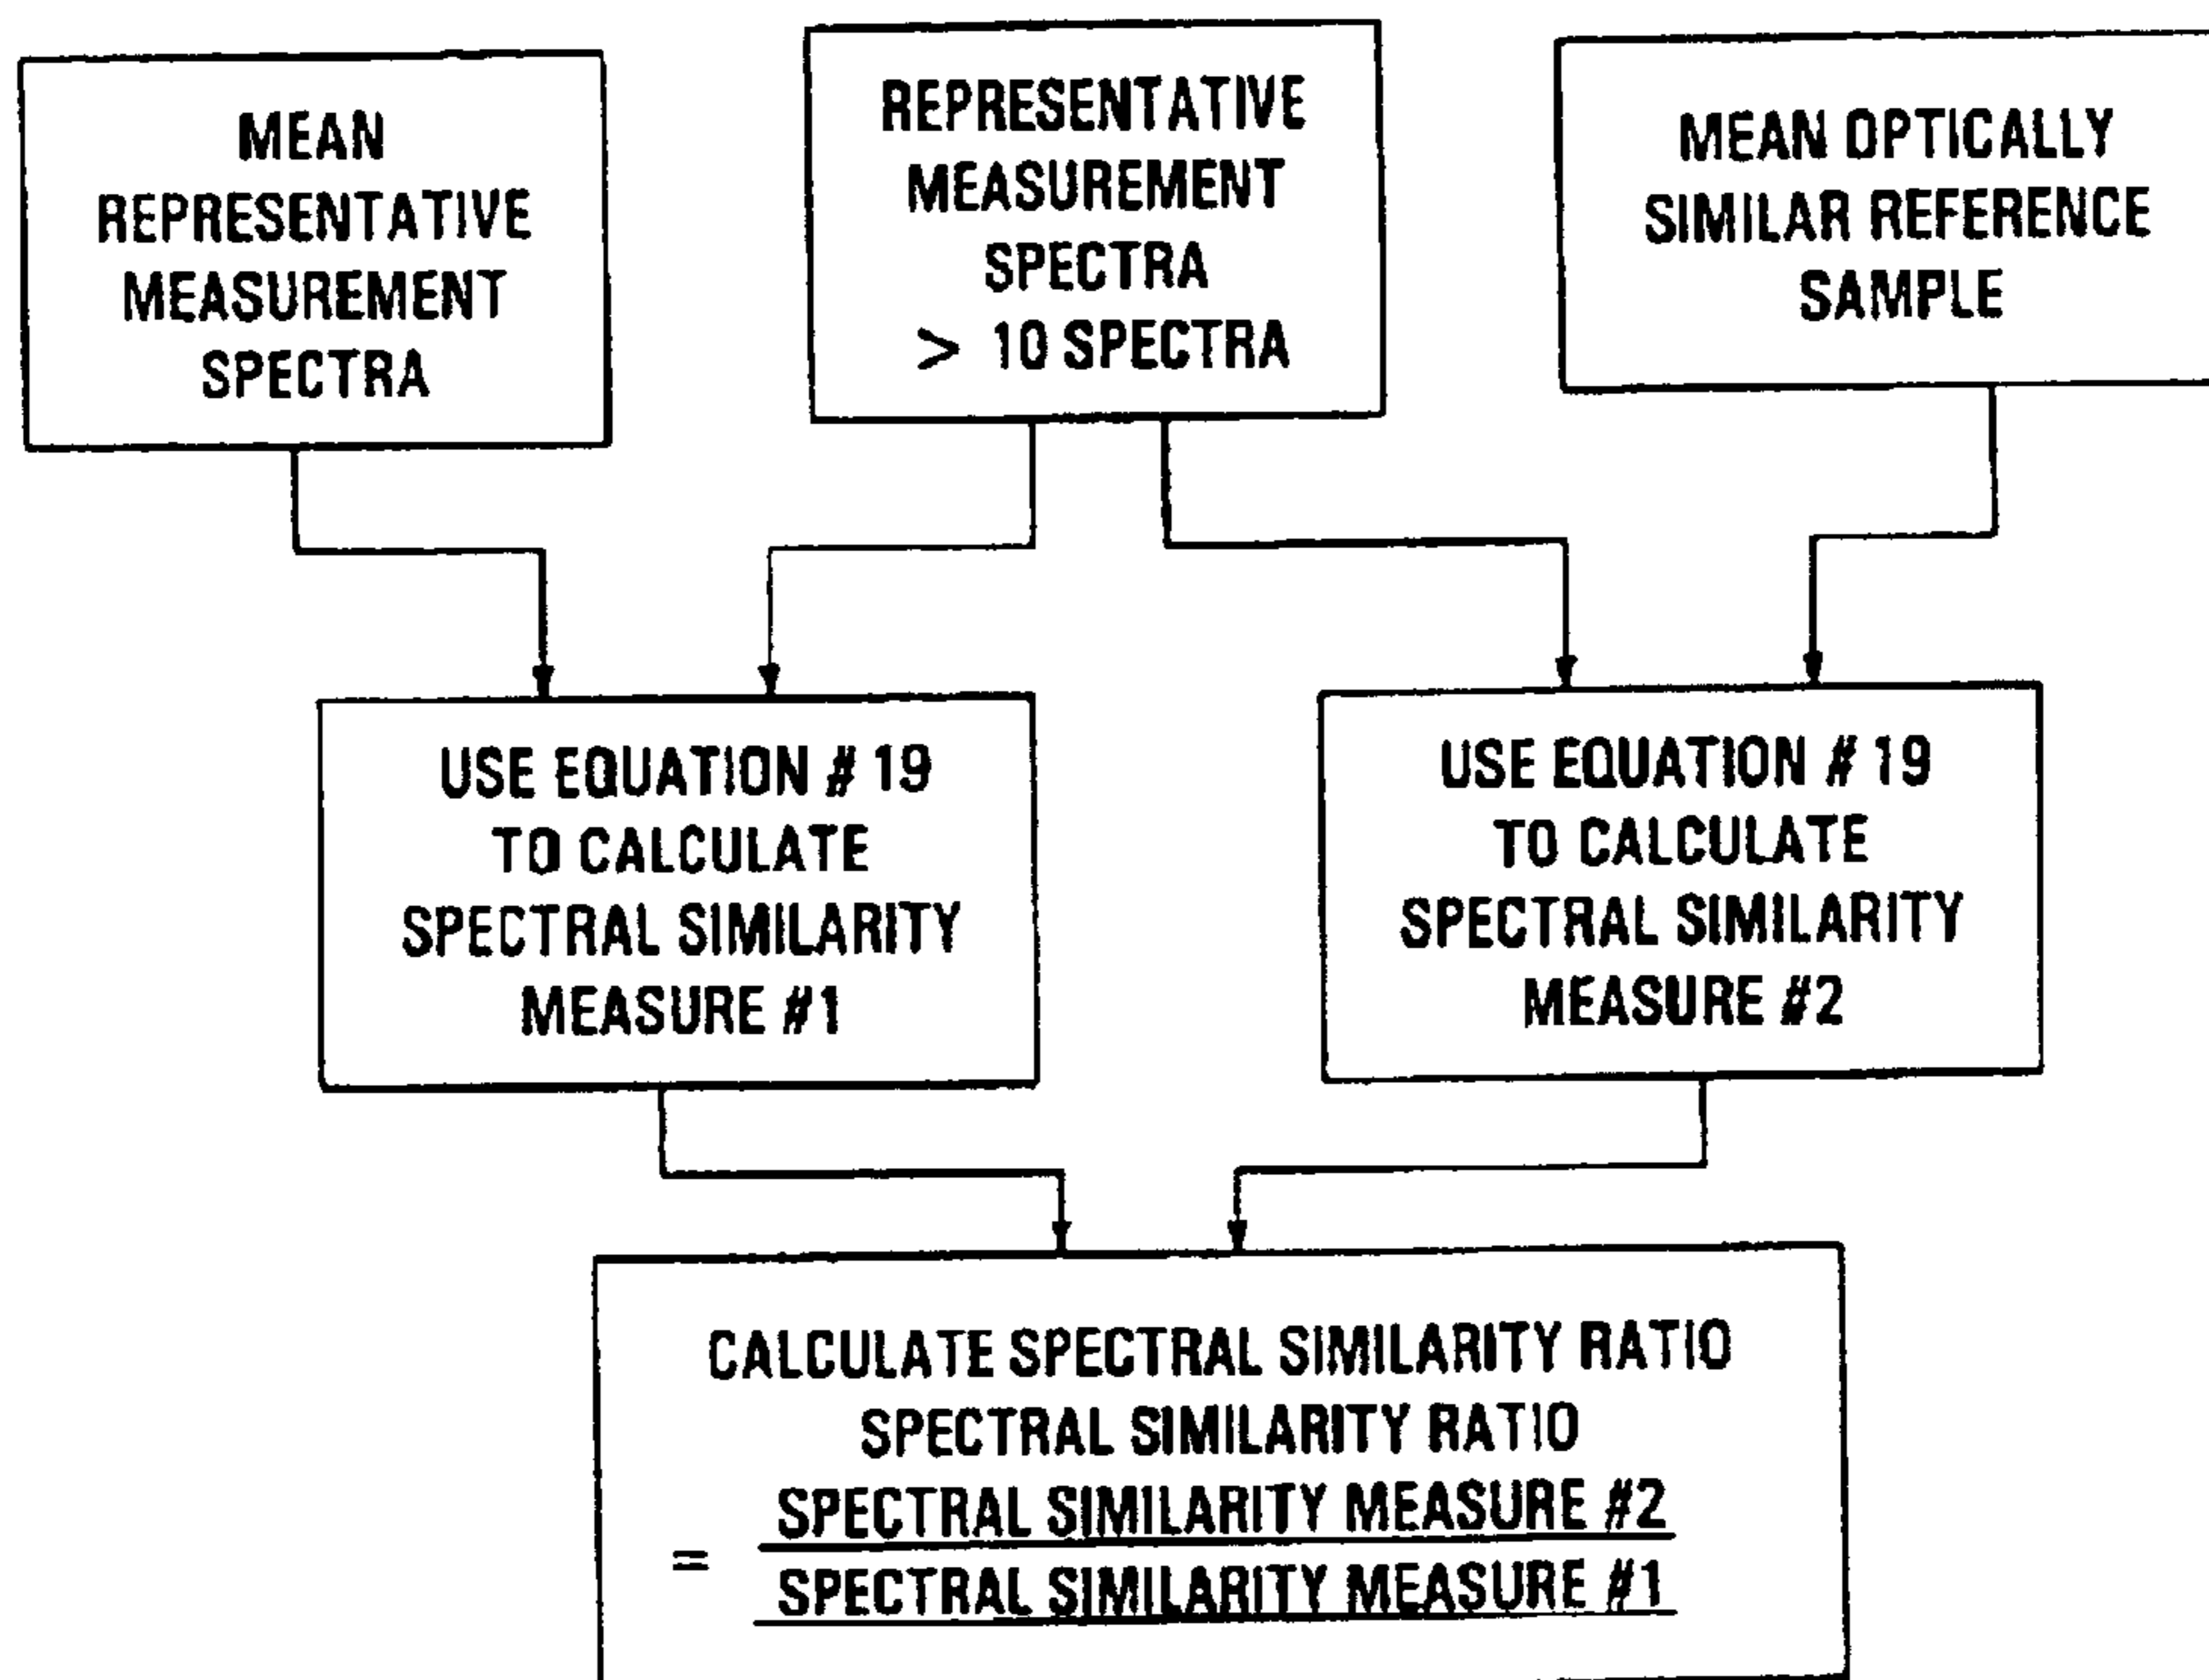 MEAN
REPRESENTATIVE
MEASUREMENT
SPECTRA
REPRESENTATIVE
MEASUREMENT
SPECTRA
> 10 SPECTRA
MEAN OPTICALLY
SIMILAR REFERENCE
SAMPLE
USE EQUATION # 19
TO CALCULATE
SPECTRAL SIMILARITY
MEASURE #1
USE EQUATION # 19
TO CALCULATE
SPECTRAL SIMILARITY
MEASURE #2
CALCULATE SPECTRAL SIMILARITY RATIO
SPECTRAL SIMILARITY RATIO
= SPECTRAL SIMILARITY MEASURE #2
SPECTRAL SIMILARITY MEASURE #1